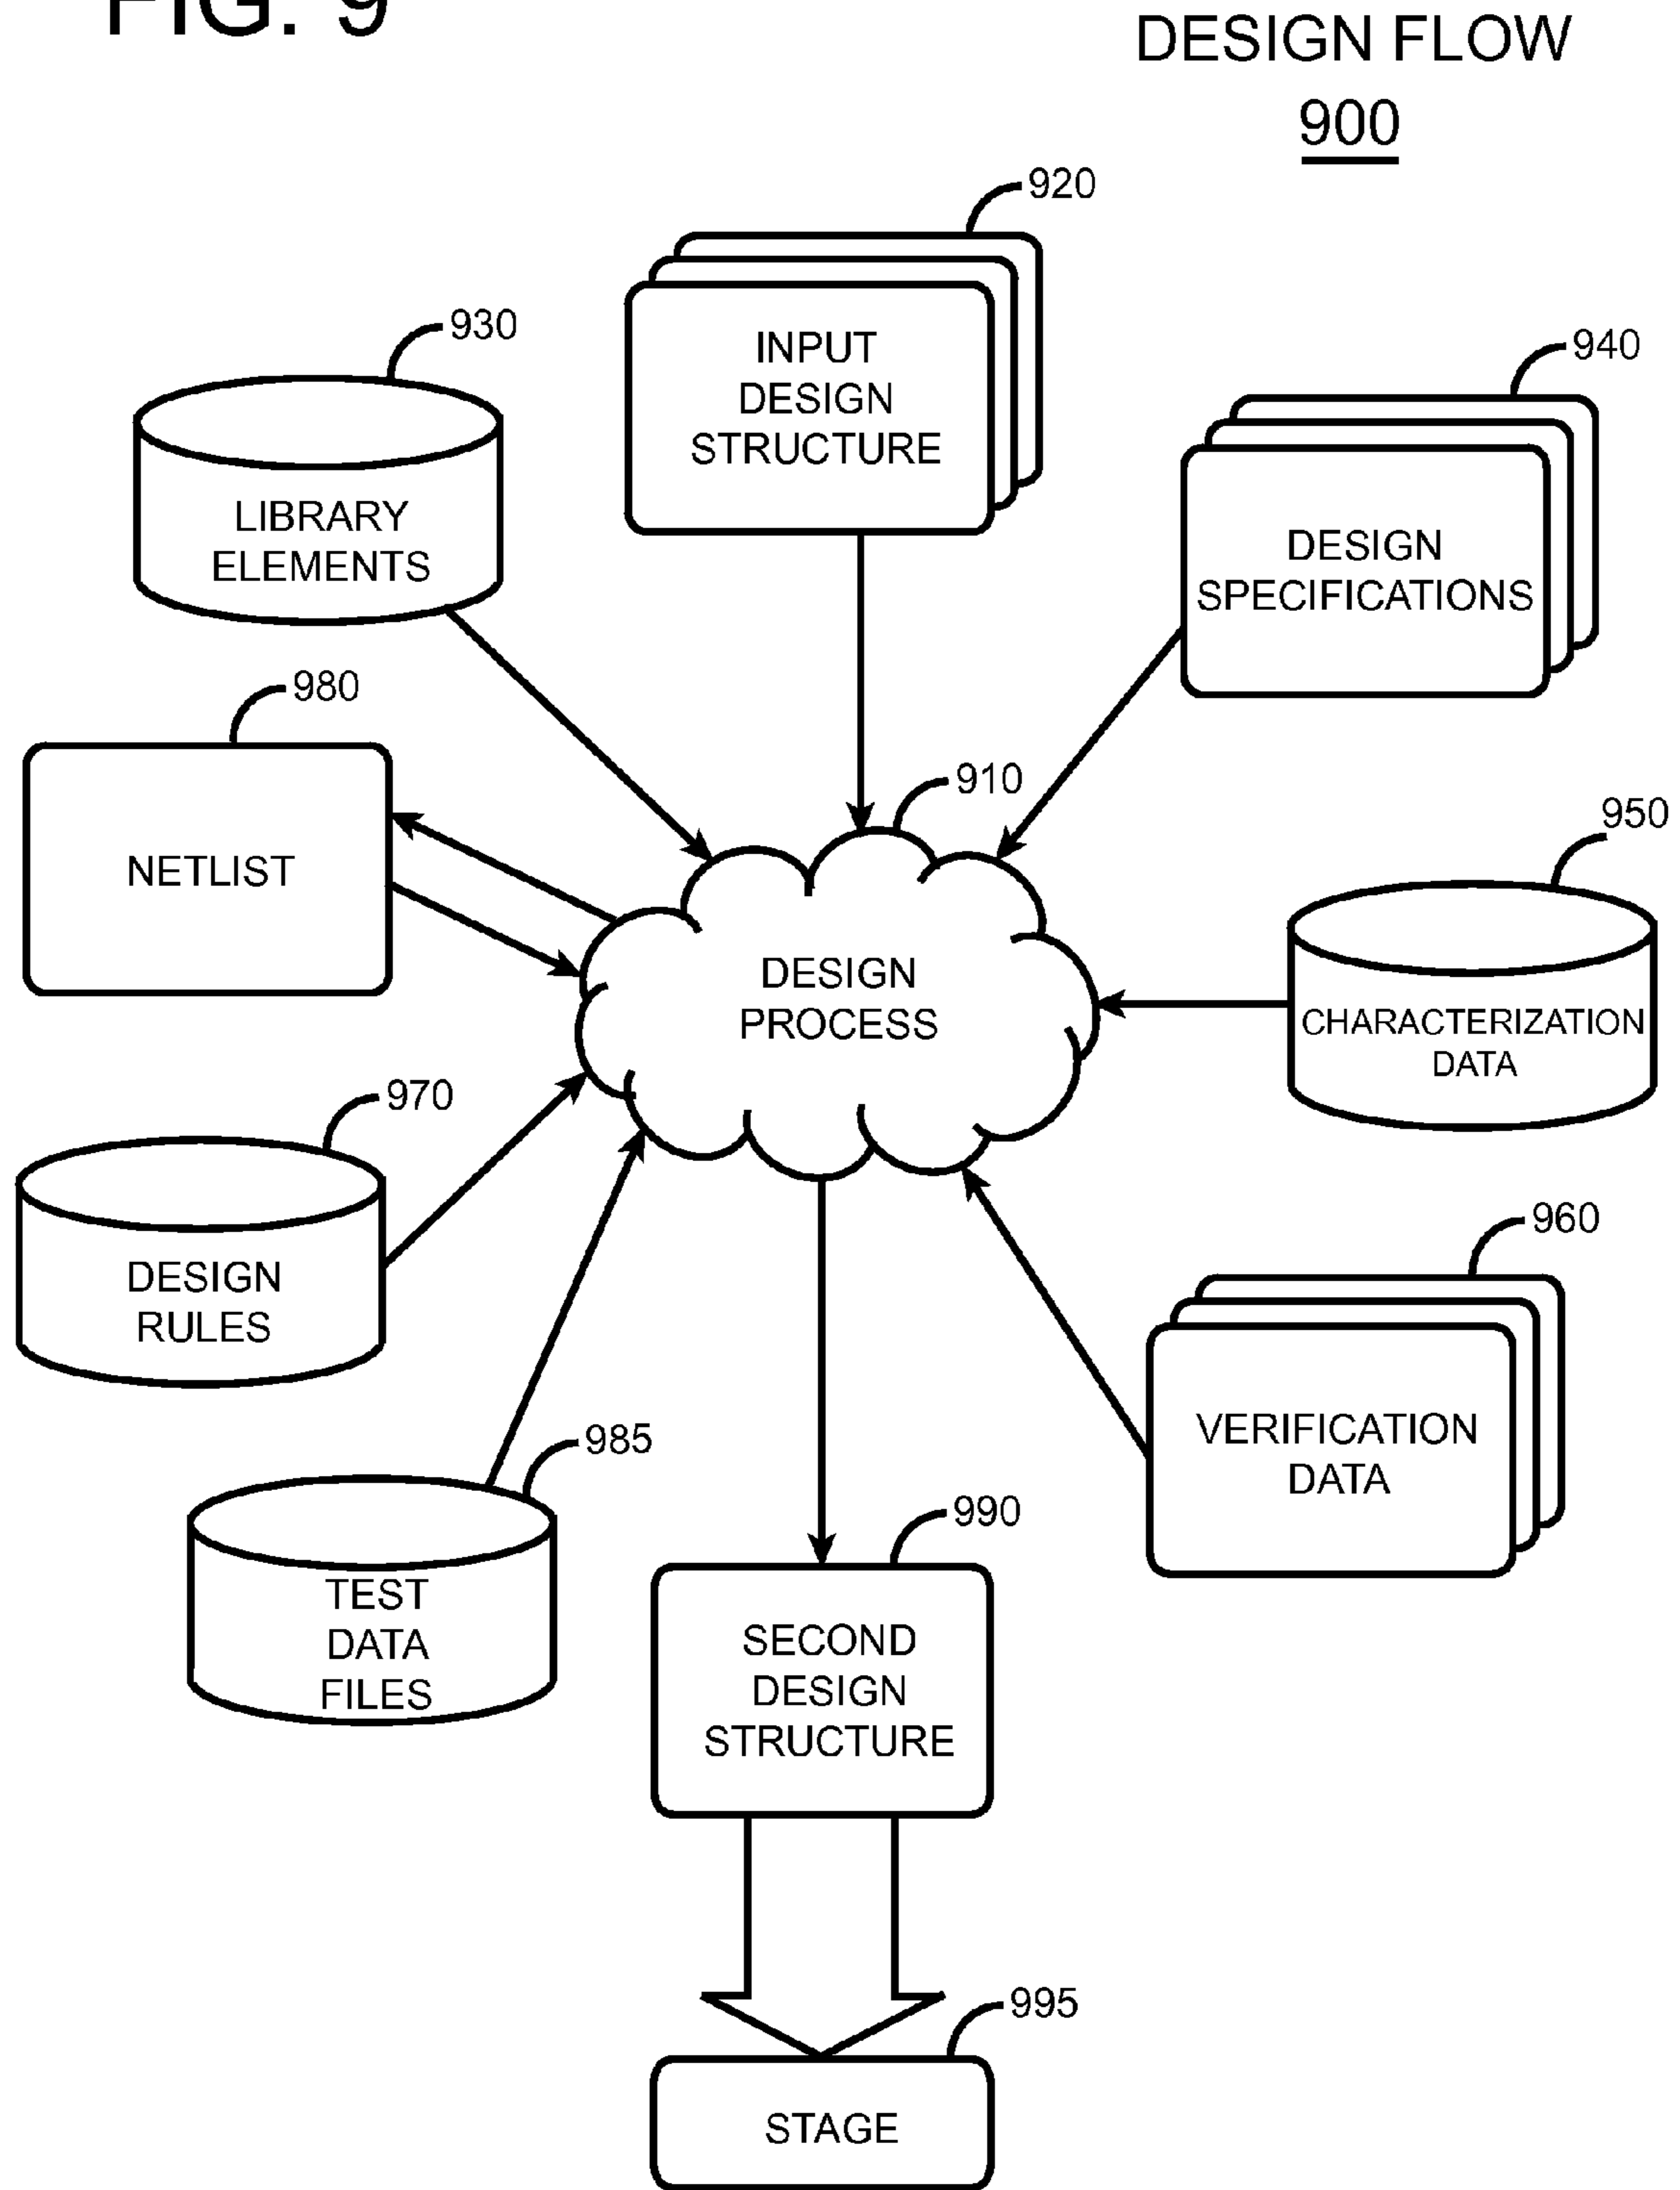 FIG. 9
DESIGN FLOW
900
920
INPUT
DESIGN
STRUCTURE
930
LIBRARY
ELEMENTS
940
DESIGN
SPECIFICATIONS
980
NETLIST
910
DESIGN
PROCESS
950
CHARACTERIZATION
DATA
970
DESIGN
RULES
960
VERIFICATION
DATA
985
TEST
DATA
FILES
990
SECOND
DESIGN
STRUCTURE
995
STAGE